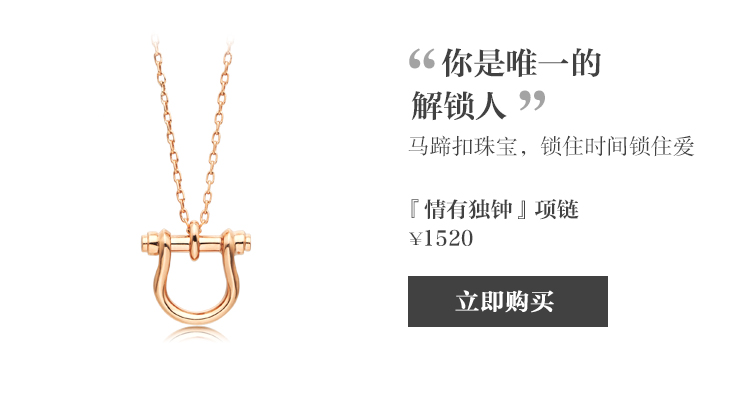 “你是唯一的
解锁人”
马蹄扣珠宝，锁住时间锁住爱
『情有独钟』项链
¥1520
立即购买